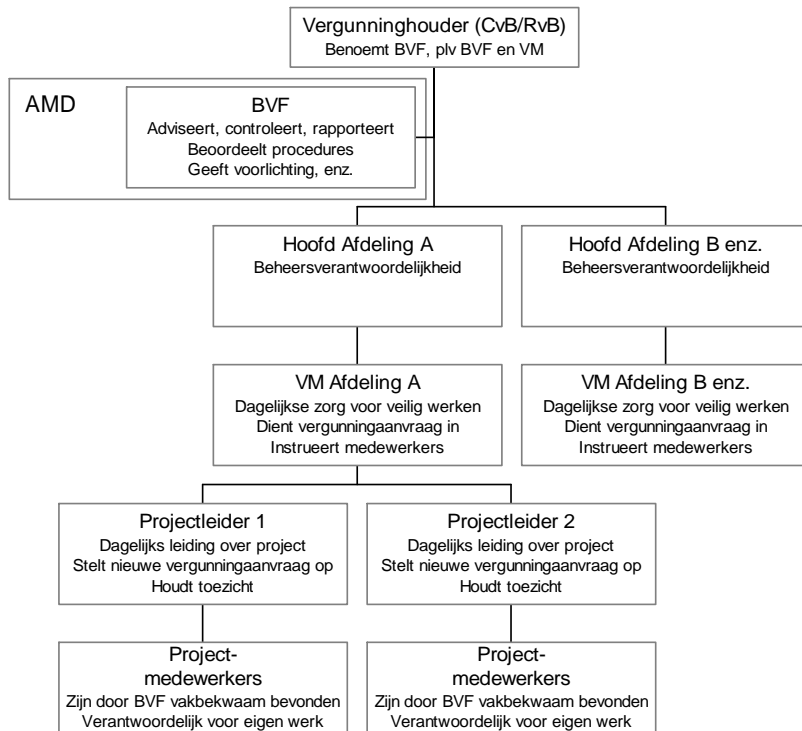 Vergunninghouder (CvB/RvB)
Benoemt BVF, plv BVF en VM
AMD
BVF
Adviseert, controleert, rapporteert
Beoordeelt procedures
Geeft voorlichting, enz.
Hoofd Afdeling A
Beheersverantwoordelijkheid
Hoofd Afdeling B enz.
Beheersverantwoordelijkheid
VM Afdeling A
Dagelijkse zorg voor veilig werken
Dient vergunningaanvraag in
Instrueert medewerkers
VM Afdeling B enz.
Dagelijkse zorg voor veilig werken
Dient vergunningaanvraag in
Instrueert medewerkers
Projectleider 1
Dagelijks leiding over project
Stelt nieuwe vergunningaanvraag op
Houdt toezicht
Projectleider 2
Dagelijks leiding over project
Stelt nieuwe vergunningaanvraag op
Houdt toezicht
Project-
medewerkers
Zijn door BVF vakbekwaam bevonden
Verantwoordelijk voor eigen werk
Project-
medewerkers
Zijn door BVF vakbekwaam bevonden
Verantwoordelijk voor eigen werk